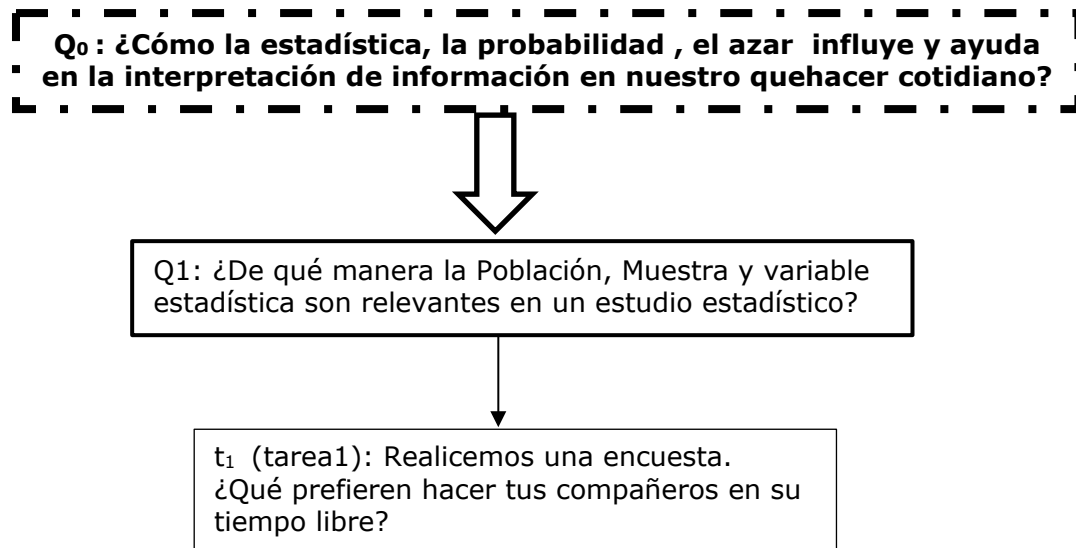 Q₀ : ¿Cómo la estadística, la probabilidad , el azar influye y ayuda
en la interpretación de información en nuestro quehacer cotidiano?
Q1: ¿De qué manera la Población, Muestra y variable
estadística son relevantes en un estudio estadístico?
t₁ (tarea1): Realicemos una encuesta.
¿Qué prefieren hacer tus compañeros en su
tiempo libre?